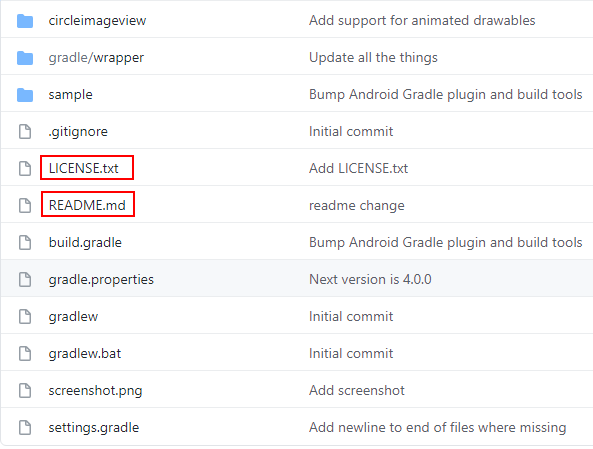 circleimageview Add support for animated drawables
gradle/wrapper Update all the things
sample Bump Android Gradle plugin and build tools
.gitignore Initial commit
LICENSE.txt Add LICENSE.txt
README.md readme change
build.gradle Bump Android Gradle plugin and build tools
gradle.properties Next version is 4.0.0
gradlew Initial commit
gradlew.bat Initial commit
screenshot.png Add screenshot
settings.gradle Add newline to end of files where missing